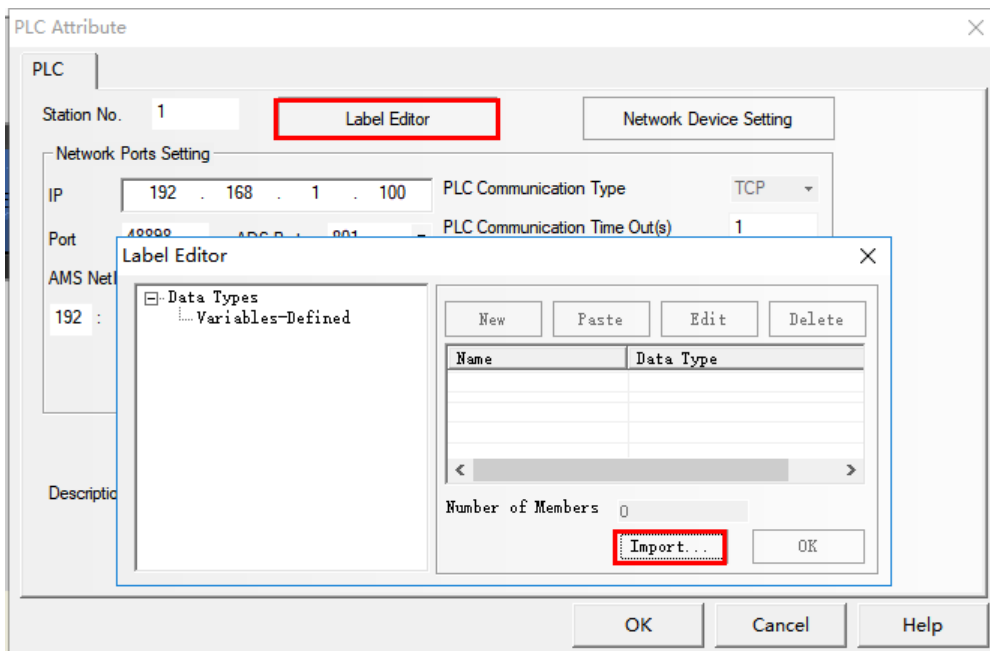 PLC Attribute
PLC
Station No. 1 Label Editor Network Device Setting
Network Ports Setting
IP 192 . 168 . 1 . 100 PLC Communication Type TCP
Port 48898 801 PLC Communication Time Out(s) 1
Label Editor
AMS Net
192 :
Data Types
Variables-Defined
New Paste Edit Delete
Name Data Type
Number of Members 0
Import... OK
OK Cancel Help